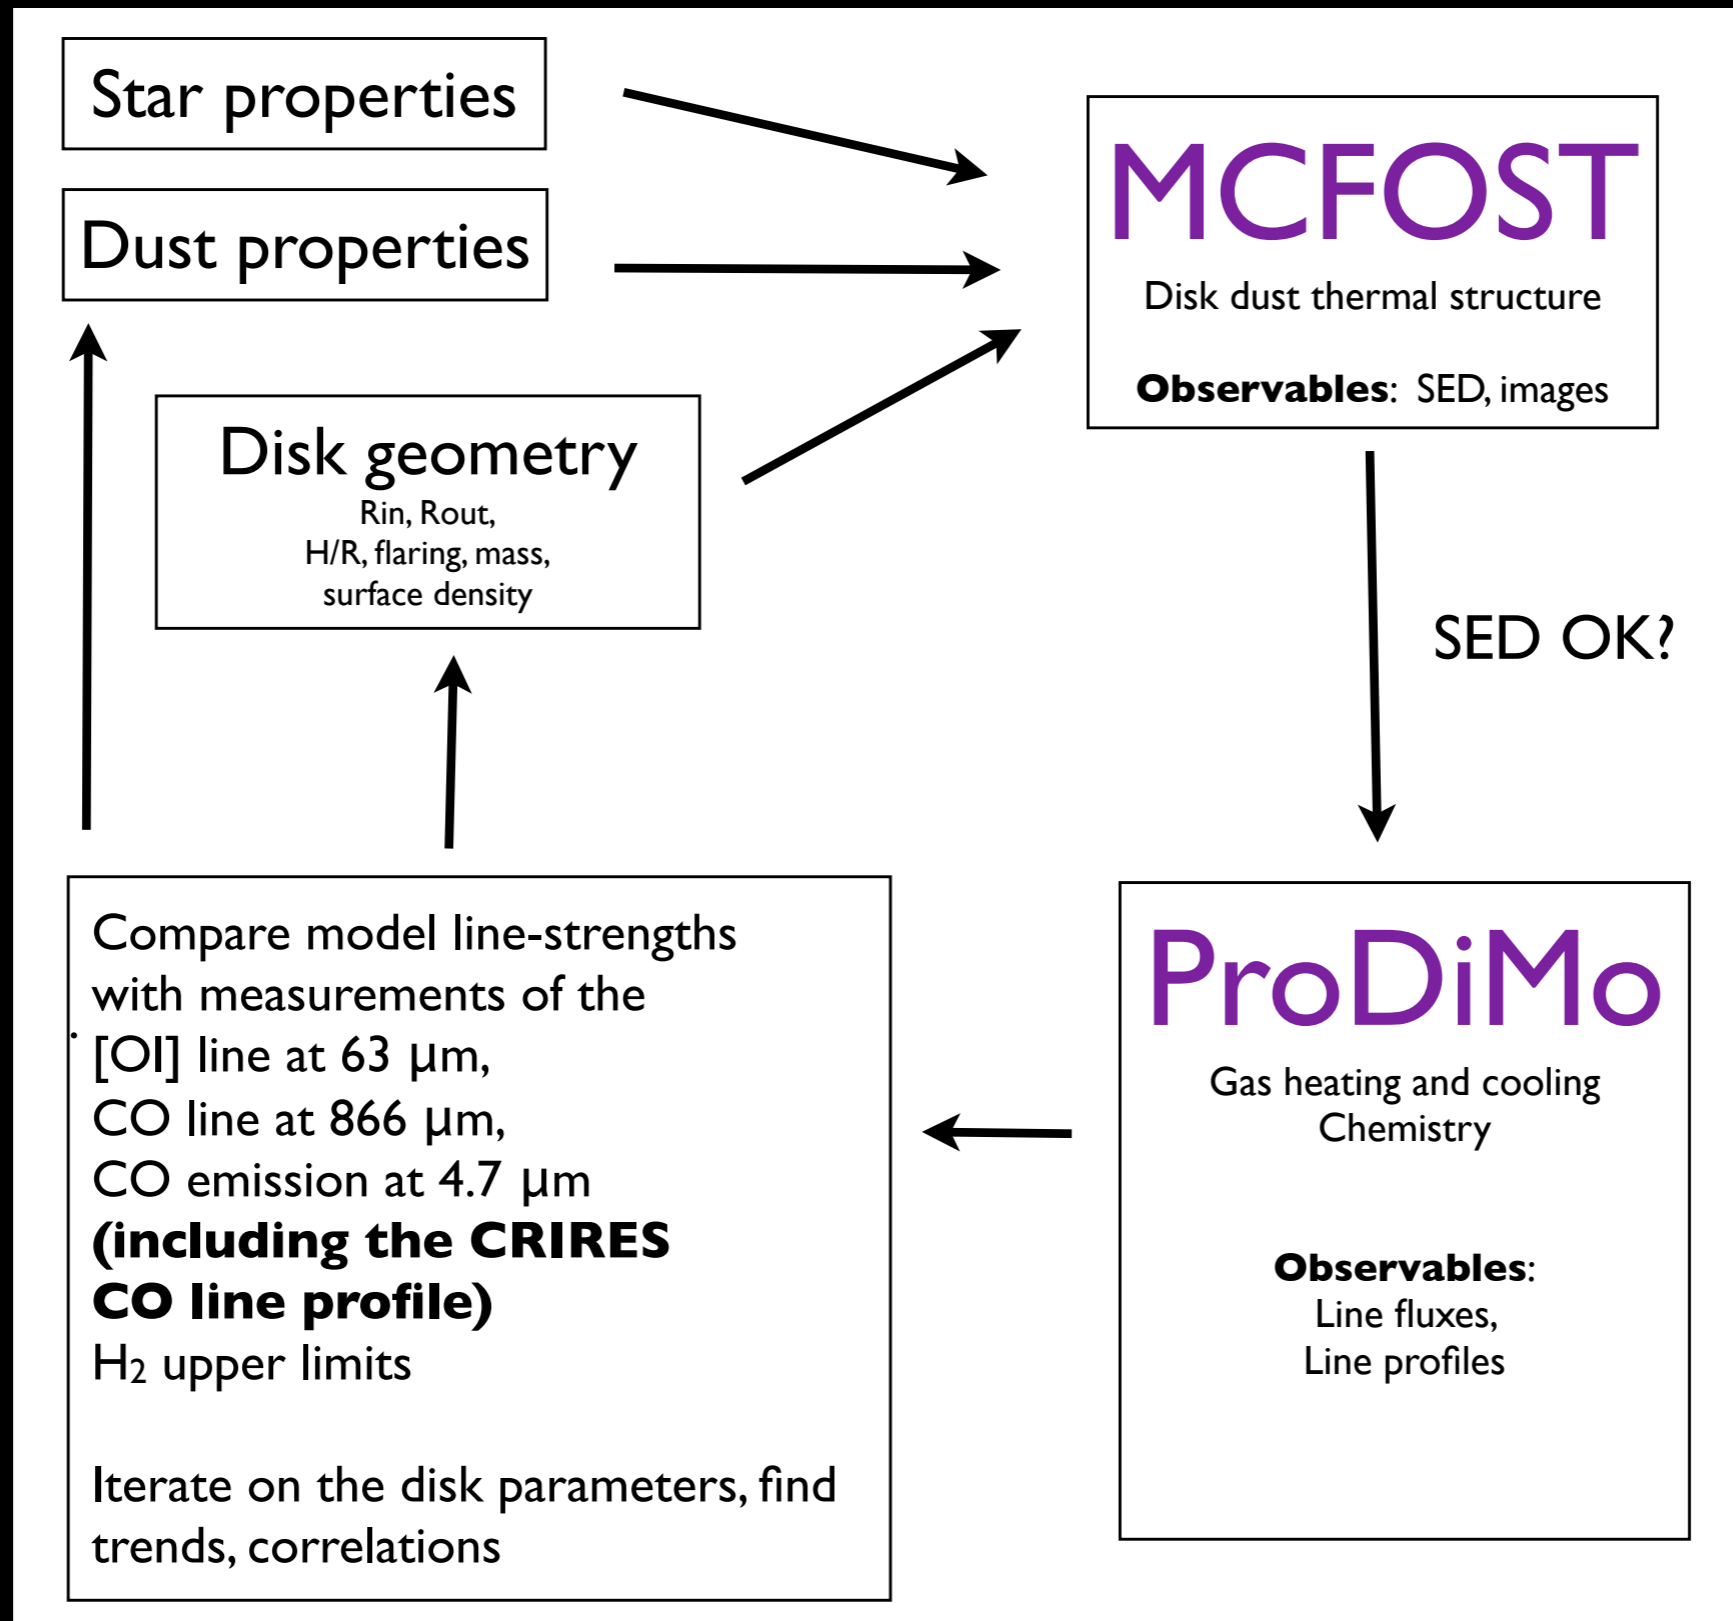 Star properties
Dust properties
Disk geometry
Rin, Rout,
H/R, flaring, mass,
surface density
MCFOST
Disk dust thermal structure
Observables: SED, images
SED OK?
ProDiMo
Gas heating and cooling
Chemistry
Observables:
Line fluxes,
Line profiles
Compare model line-strengths
with measurements of the
[OI] line at 63 μm,
CO line at 866 μm,
CO emission at 4.7 μm
(including the CRIRES
CO line profile)
H₂ upper limits
Iterate on the disk parameters, find
trends, correlations